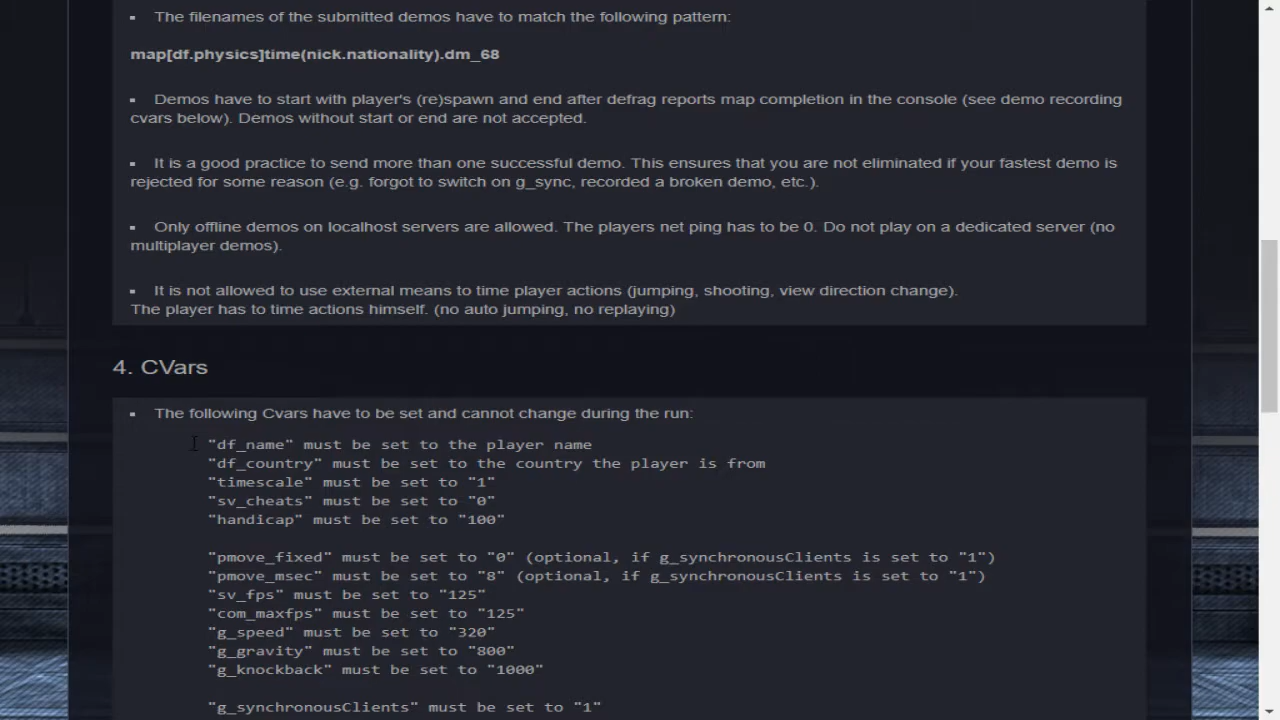 ▪ The filenames of the submitted demos have to match the following pattern:
map[df.physics]time(nick.nationality).dm_68
▪ Demos have to start with player's (re)spawn and end after defrag reports map completion in the console (see demo recording
cvars below). Demos without start or end are not accepted.
▪ It is a good practice to send more than one successful demo. This ensures that you are not eliminated if your fastest demo is
rejected for some reason (e.g. forgot to switch on g_sync, recorded a broken demo, etc.).
▪ Only offline demos on localhost servers are allowed. The players net ping has to be 0. Do not play on a dedicated server (no
multiplayer demos).
▪ It is not allowed to use external means to time player actions (jumping, shooting, view direction change).
The player has to time actions himself. (no auto jumping, no replaying)
4. CVars
▪ The following Cvars have to be set and cannot change during the run:
"df_name" must be set to the player name
"df_country" must be set to the country the player is from
"timescale" must be set to "1"
"sv_cheats" must be set to "0"
"handicap" must be set to "100"
"pmove_fixed" must be set to "0" (optional, if g_synchronousClients is set to "1")
"pmove_msec" must be set to "8" (optional, if g_synchronousClients is set to "1")
"sv_fps" must be set to "125"
"com_maxfps" must be set to "125"
"g_speed" must be set to "320"
"g_gravity" must be set to "800"
"g_knockback" must be set to "1000"
"g_synchronousClients" must be set to "1"